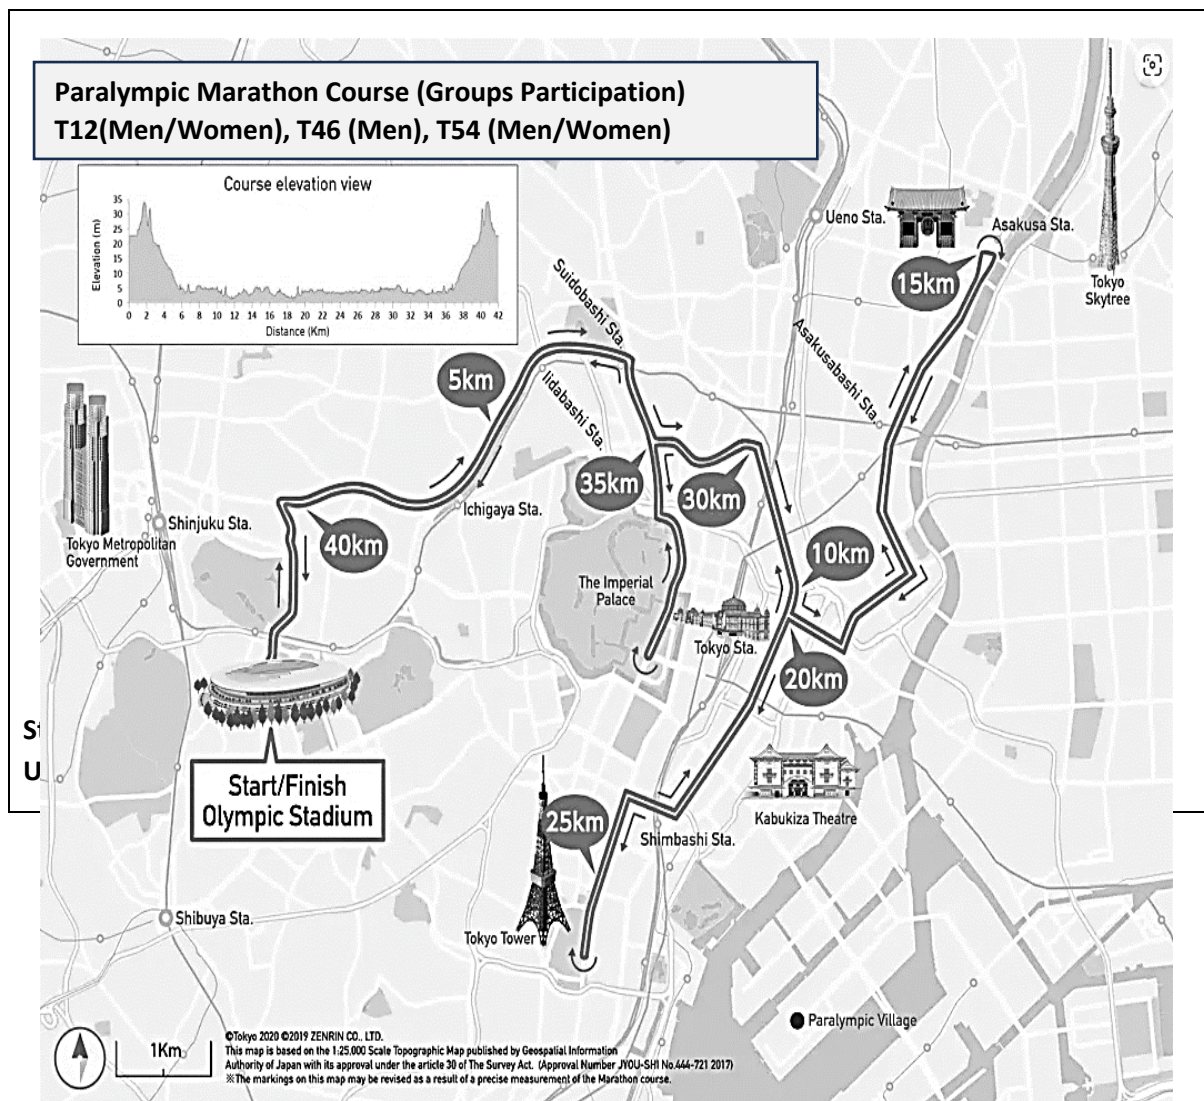 Paralympic Marathon Course (Groups Participation)
T12(Men/Women), T46 (Men), T54 (Men/Women)
Course elevation view
Elevation (m)
35
30
25
20
15
10
5
0
0 2 4 6 8 10 12 14 16 18 20 22 24 26 28 30 32 34 36 38 40 42
Distance (Km)
Ueno Sta.
Asakusa Sta.
15km
Tokyo
Skytree
Suidobashi Sta.
Asakusabashi Sta.
5km
Iidabashi Sta.
35km
30km
Ichigaya Sta.
Shinjuku Sta.
Tokyo Metropolitan
Government
40km
10km
The Imperial
Palace
Tokyo Sta.
20km
Start/Finish
Olympic Stadium
Kabukiza Theatre
25km
Shimbashi Sta.
Shibuya Sta.
Tokyo Tower
Paralympic Village
1Km
©Tokyo 2020 ©2019 ZENRIN CO., LTD.
This map is based on the 1:25,000 Scale Topographic Map published by Geospatial Information
Authority of Japan with its approval under the article 30 of The Survey Act. (Approval Number JYOU-SHI No.444-721 2017)
※The markings on this map may be revised as a result of a precise measurement of the Marathon course.